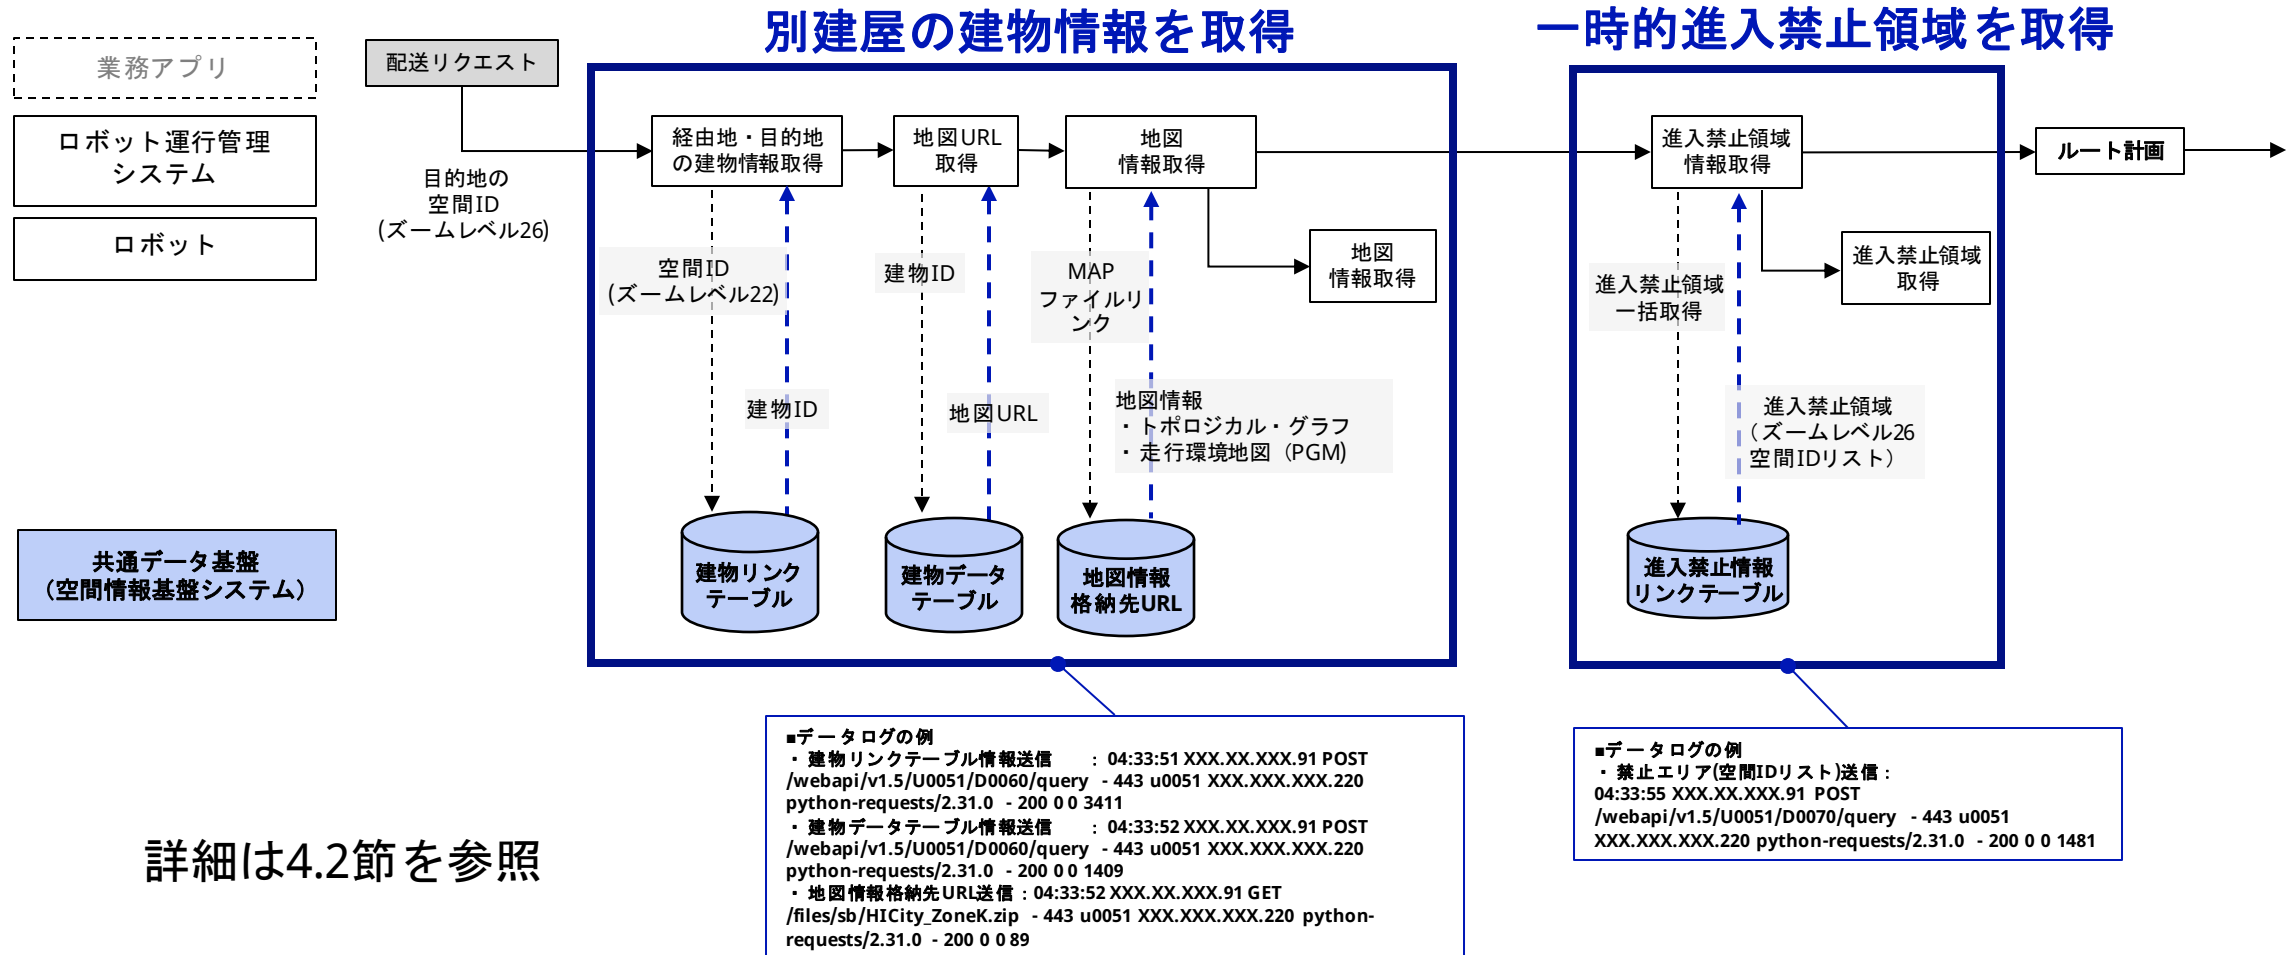 別建屋の建物情報を取得
一時的進入禁止領域を取得
業務アプリ
ロボット運行管理
システム
ロボット
共通データ基盤
（空間情報基盤システム）
配送リクエスト
目的地の
空間ID
(ズームレベル26)
経由地・目的地
の建物情報取得
地図URL
取得
地図
情報取得
地図
情報取得
空間ID
(ズームレベル22)
建物ID
建物ID
地図URL
MAP
ファイルリ
ンク
地図情報
・トポロジカル・グラフ
・走行環境地図（PGM)
建物リンク
テーブル
建物データ
テーブル
地図情報
格納先URL
進入禁止領域
情報取得
進入禁止領域
取得
進入禁止領域
一括取得
進入禁止領域
（ズームレベル26
空間IDリスト）
進入禁止情報
リンクテーブル
ルート計画
■データログの例
・ 建物リンクテーブル情報送信　　：04:33:51 XXX.XX.XXX.91 POST
/webapi/v1.5/U0051/D0060/query - 443 u0051 XXX.XXX.XXX.220
python-requests/2.31.0 - 200 0 0 3411
・ 建物データテーブル情報送信　　：04:33:52 XXX.XX.XXX.91 POST
/webapi/v1.5/U0051/D0060/query - 443 u0051 XXX.XXX.XXX.220
python-requests/2.31.0 - 200 0 0 1409
・ 地図情報格納先URL送信：04:33:52 XXX.XX.XXX.91 GET
/files/sb/HICity_ZoneK.zip - 443 u0051 XXX.XXX.XXX.220 python-
requests/2.31.0 - 200 0 0 89
■データログの例
・ 禁止エリア(空間IDリスト)送信：
04:33:55 XXX.XX.XXX.91 POST
/webapi/v1.5/U0051/D0070/query - 443 u0051
XXX.XXX.XXX.220 python-requests/2.31.0 - 200 0 0 1481
詳細は4.2節を参照